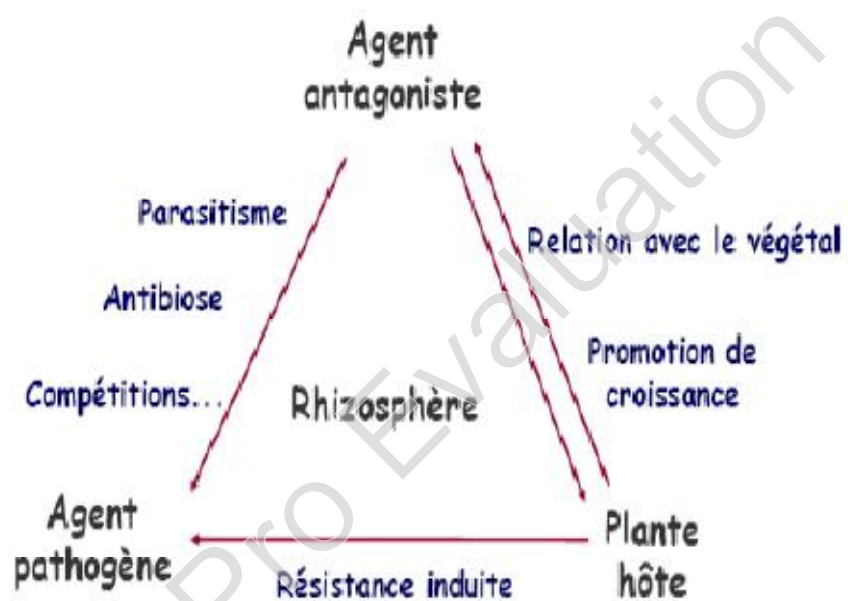 Agent
antagoniste
Parasitisme
Relation avec le végétal
Antibiose
Promotion de
croissance
Compétitions...
Rhizosphère
Agent
pathogène
Plante
hôte
Résistance induite
Pro Evaluation